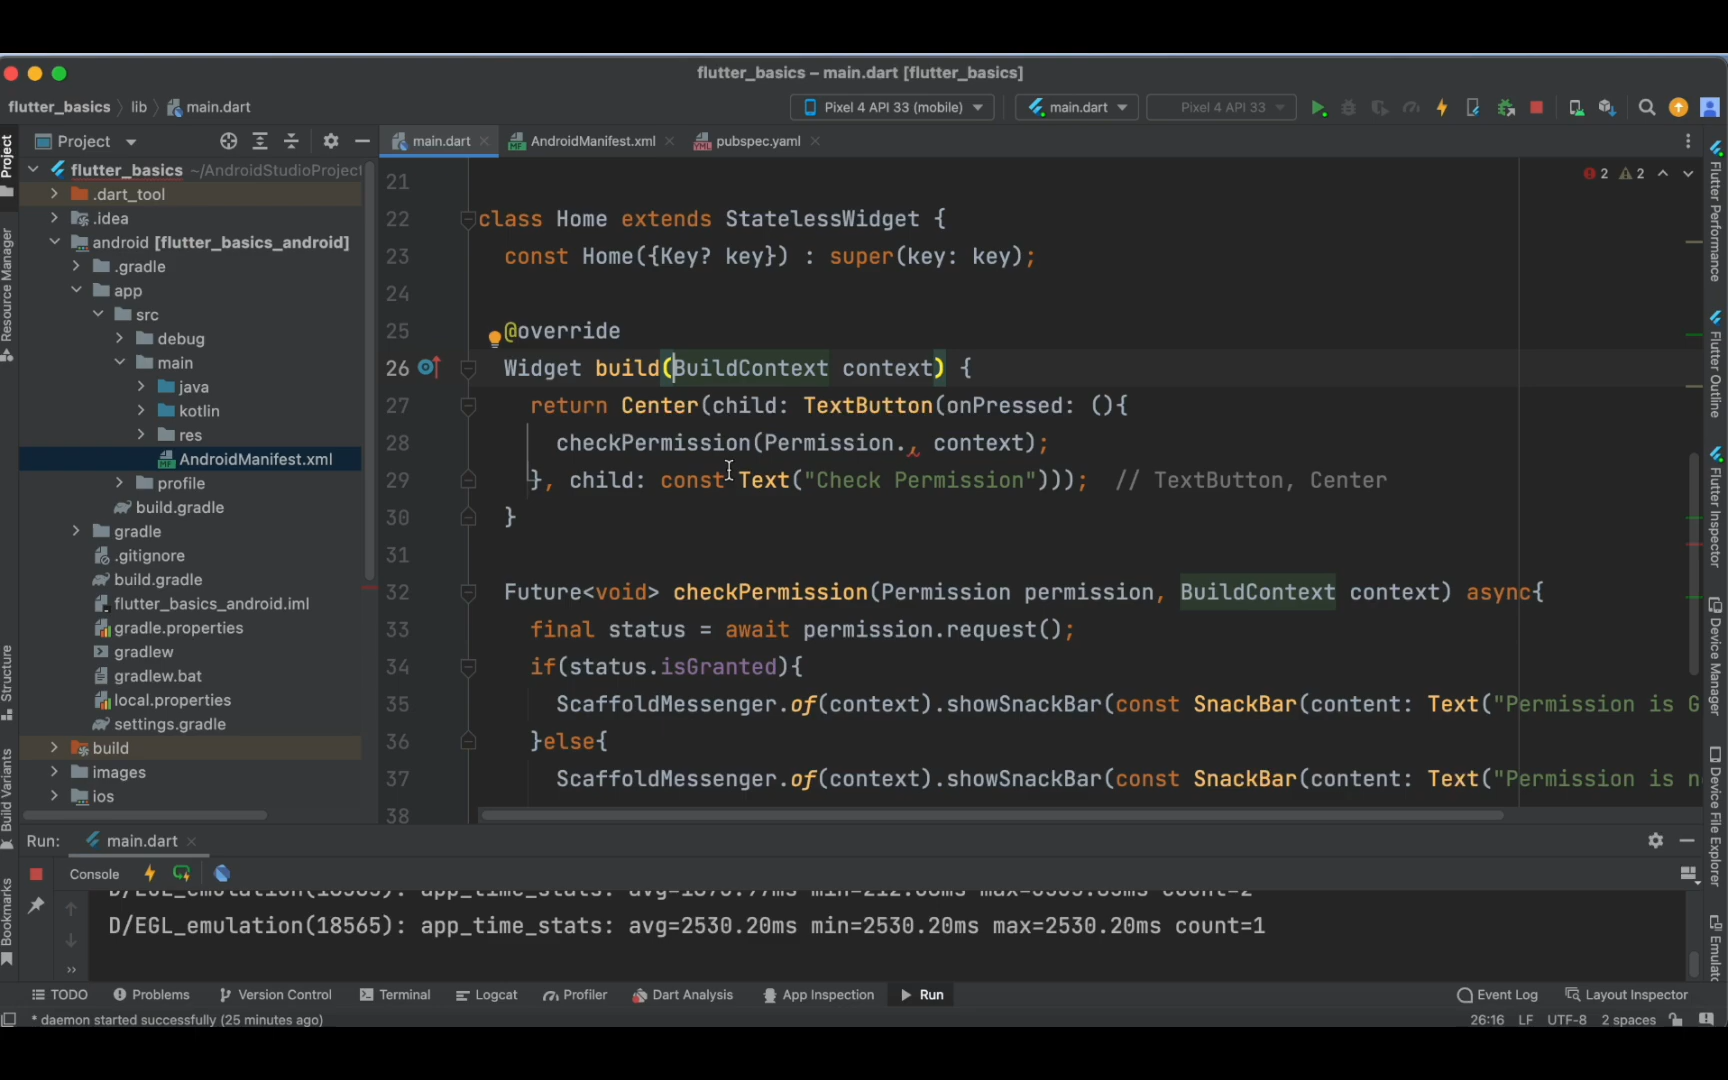 flutter_basics – main.dart [flutter_basics]
flutter_basics lib main.dart
Pixel 4 API 33 (mobile) main.dart Pixel 4 API 33
Project
main.dart AndroidManifest.xml pubspec.yaml
flutter_basics ~/AndroidStudioProject
.dart_tool
.idea
android [flutter_basics_android]
.gradle
app
src
debug
main
java
kotlin
res
AndroidManifest.xml
profile
build.gradle
gradle
.gitignore
build.gradle
flutter_basics_android.iml
gradle.properties
gradlew
gradlew.bat
local.properties
settings.gradle
build
images
ios
2 2
21
22 class Home extends StatelessWidget {
23 const Home({Key? key}) : super(key: key);
24
25 @override
26 Widget build(BuildContext context) {
27 return Center(child: TextButton(onPressed: (){
28 checkPermission(Permission., context);
29 }, child: const Text("Check Permission"))); // TextButton, Center
30 }
31
32 Future<void> checkPermission(Permission permission, BuildContext context) async{
33 final status = await permission.request();
34 if(status.isGranted){
35 ScaffoldMessenger.of(context).showSnackBar(const SnackBar(content: Text("Permission is G
36 }else{
37 ScaffoldMessenger.of(context).showSnackBar(const SnackBar(content: Text("Permission is n
38
Project
Resource Manager
Structure
Build Variants
Bookmarks
Flutter Performance
Flutter Outline
Flutter Inspector
Device Manager
Device File Explorer
Emulato
Run: main.dart
Console
D/EGL_emulation(18565): app_time_stats: avg=2530.20ms min=2530.20ms max=2530.20ms count=1
TODO Problems Version Control Terminal Logcat Profiler Dart Analysis App Inspection Run Event Log Layout Inspector
* daemon started successfully (25 minutes ago) 26:16 LF UTF-8 2 spaces